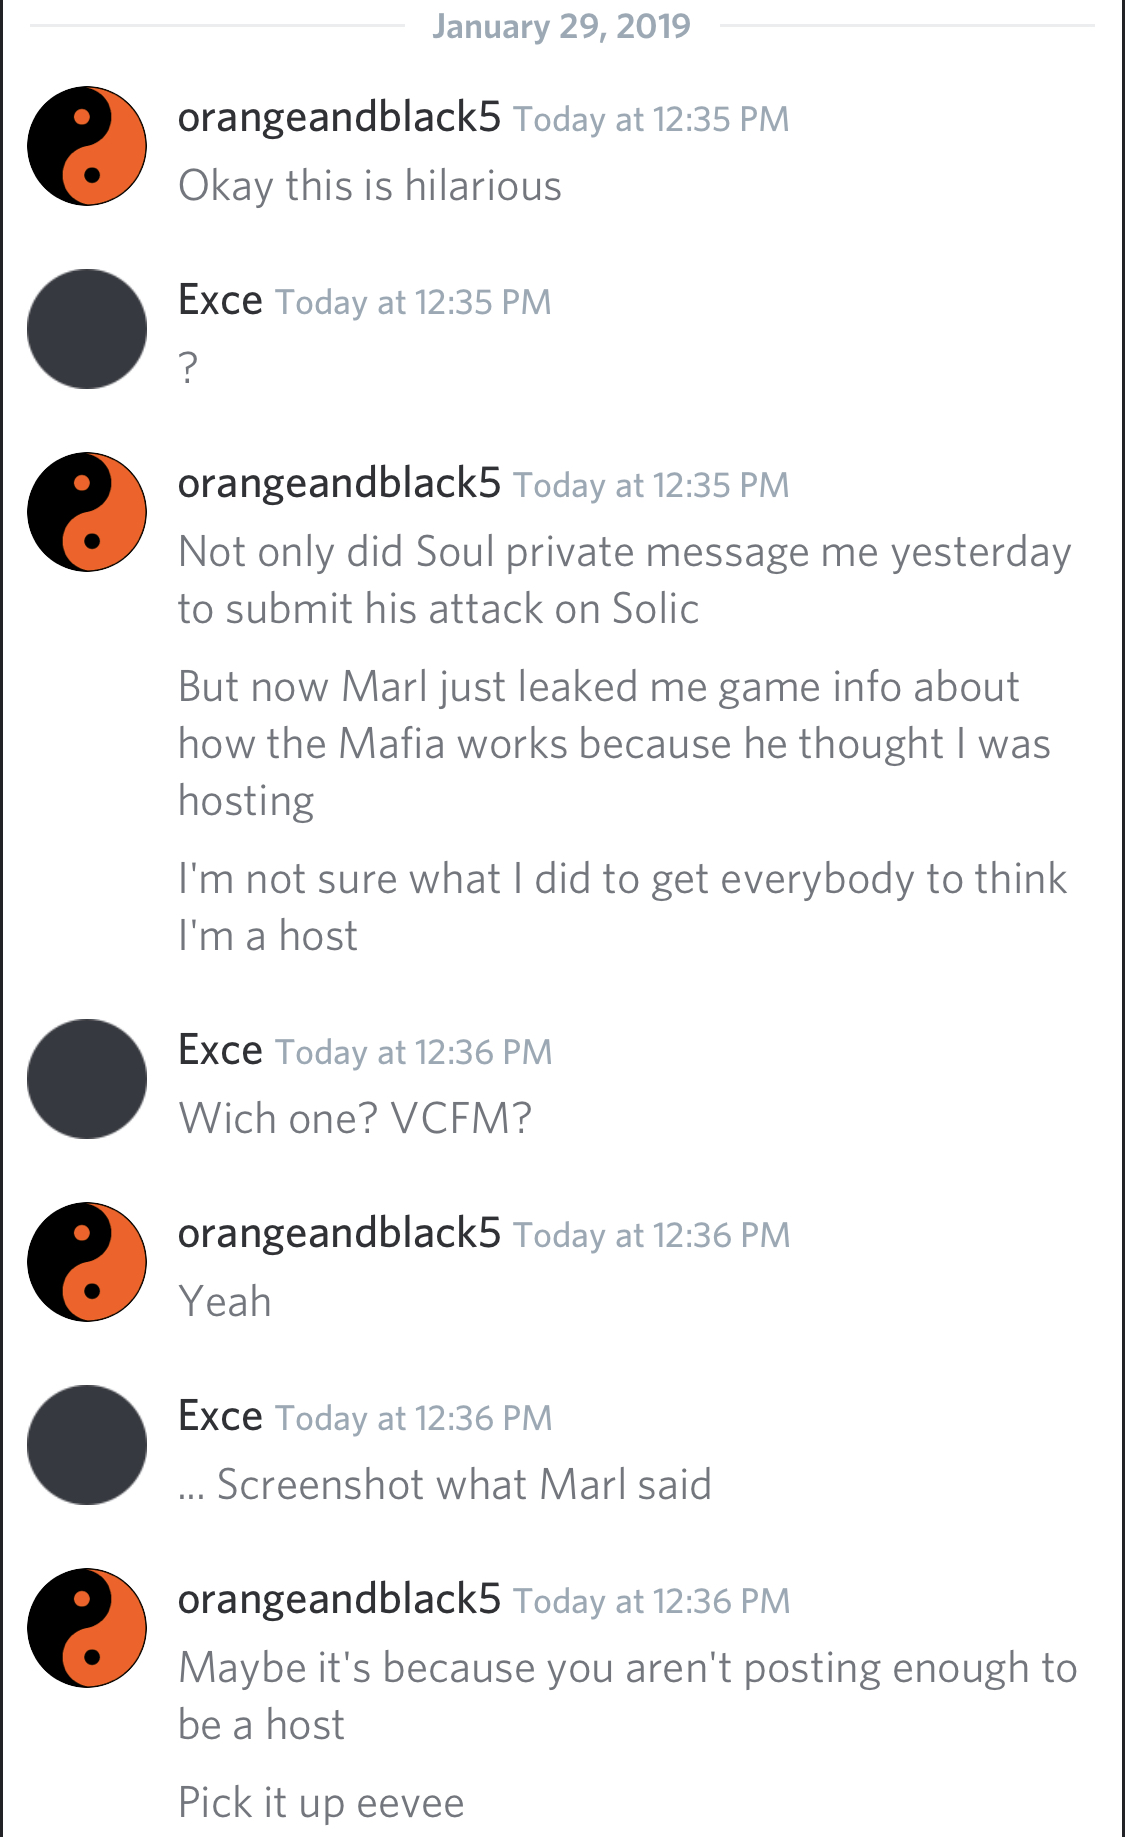 January 29, 2019
orangeandblack5 Today at 12:35 PM
Okay this is hilarious
Exce Today at 12:35 PM
?
orangeandblack5 Today at 12:35 PM
Not only did Soul private message me yesterday
to submit his attack on Solic
But now Marl just leaked me game info about
how the Mafia works because he thought I was
hosting
I'm not sure what I did to get everybody to think
I'm a host
Exce Today at 12:36 PM
Wich one? VCFM?
orangeandblack5 Today at 12:36 PM
Yeah
Exce Today at 12:36 PM
... Screenshot what Marl said
orangeandblack5 Today at 12:36 PM
Maybe it's because you aren't posting enough to
be a host
Pick it up eevee